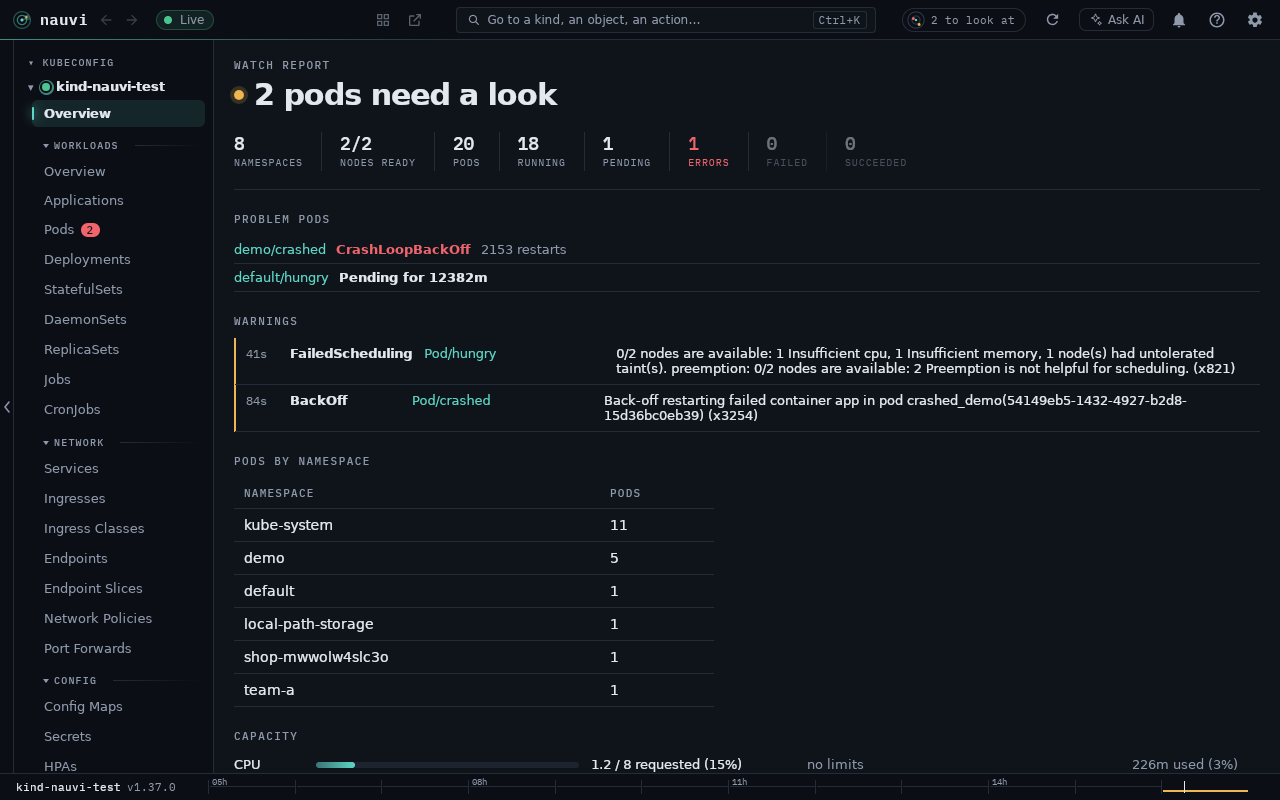 nauvi
Live
Go to a kind, an object, an action...
Ctrl+K
2 to look at
Ask AI
KUBECONFIG
kind-nauvi-test
Overview
WORKLOADS
Overview
Applications
Pods 2
Deployments
StatefulSets
DaemonSets
ReplicaSets
Jobs
CronJobs
NETWORK
Services
Ingresses
Ingress Classes
Endpoints
Endpoint Slices
Network Policies
Port Forwards
CONFIG
Config Maps
Secrets
HPAs
WATCH REPORT
2 pods need a look
8 2/2 20 18 1 1 0 0
NAMESPACES NODES READY PODS RUNNING PENDING ERRORS FAILED SUCCEEDED
PROBLEM PODS
demo/crashed CrashLoopBackOff 2153 restarts
default/hungry Pending for 12382m
WARNINGS
41s FailedScheduling Pod/hungry 0/2 nodes are available: 1 Insufficient cpu, 1 Insufficient memory, 1 node(s) had untolerated
taint(s). preemption: 0/2 nodes are available: 2 Preemption is not helpful for scheduling. (x821)
84s BackOff Pod/crashed Back-off restarting failed container app in pod crashed_demo(54149eb5-1432-4927-b2d8-
15d36bc0eb39) (x3254)
PODS BY NAMESPACE
NAMESPACE PODS
kube-system 11
demo 5
default 1
local-path-storage 1
shop-mwwolw4slc3o 1
team-a 1
CAPACITY
CPU 1.2 / 8 requested (15%) no limits 226m used (3%)
kind-nauvi-test v1.37.0 05h 08h 11h 14h